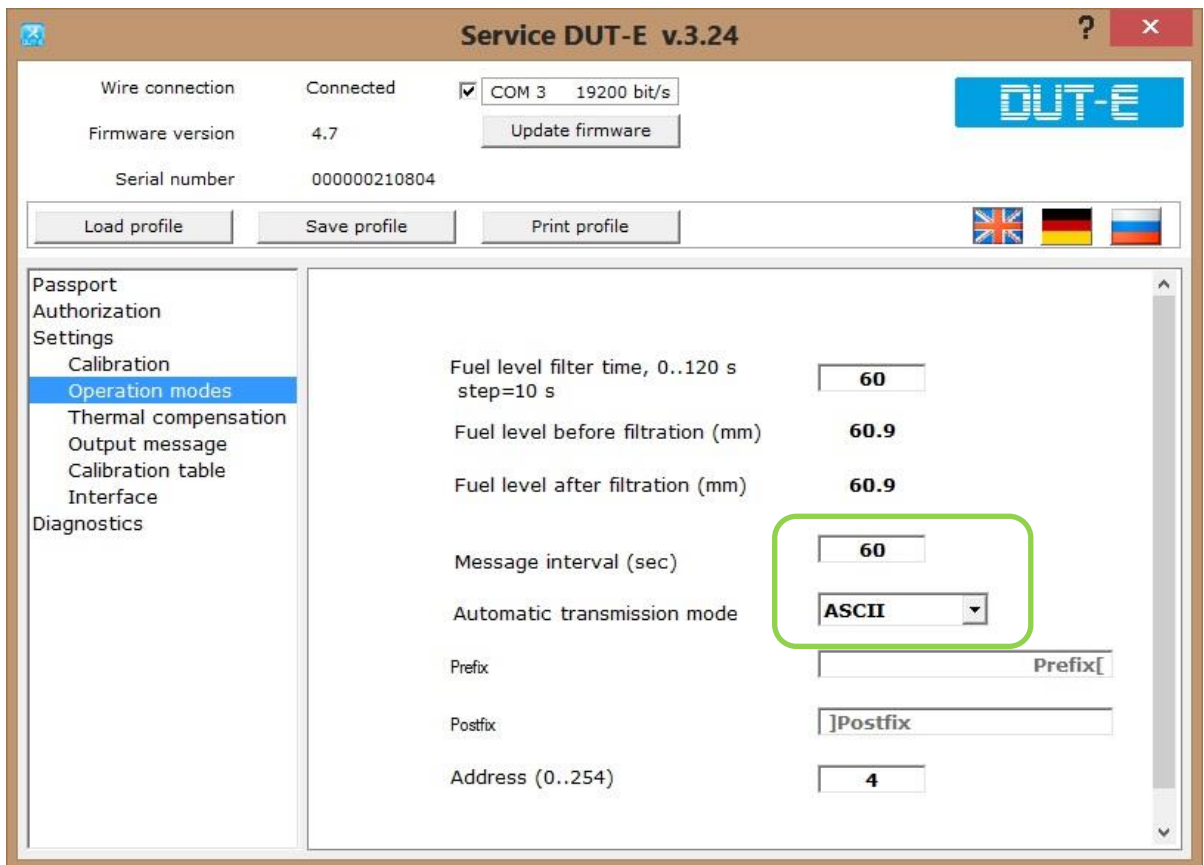 Service DUT-E v.3.24
?
Wire connection Connected COM 3 19200 bit/s
DUT-E
Firmware version 4.7 Update firmware
Serial number 000000210804
Load profile Save profile Print profile
Passport
Authorization
Settings
Calibration
Operation modes
Thermal compensation
Output message
Calibration table
Interface
Diagnostics
Fuel level filter time, 0..120 s
step=10 s
60
Fuel level before filtration (mm) 60.9
Fuel level after filtration (mm) 60.9
Message interval (sec) 60
Automatic transmission mode ASCII
Prefix Prefix[
Postfix ]Postfix
Address (0..254) 4